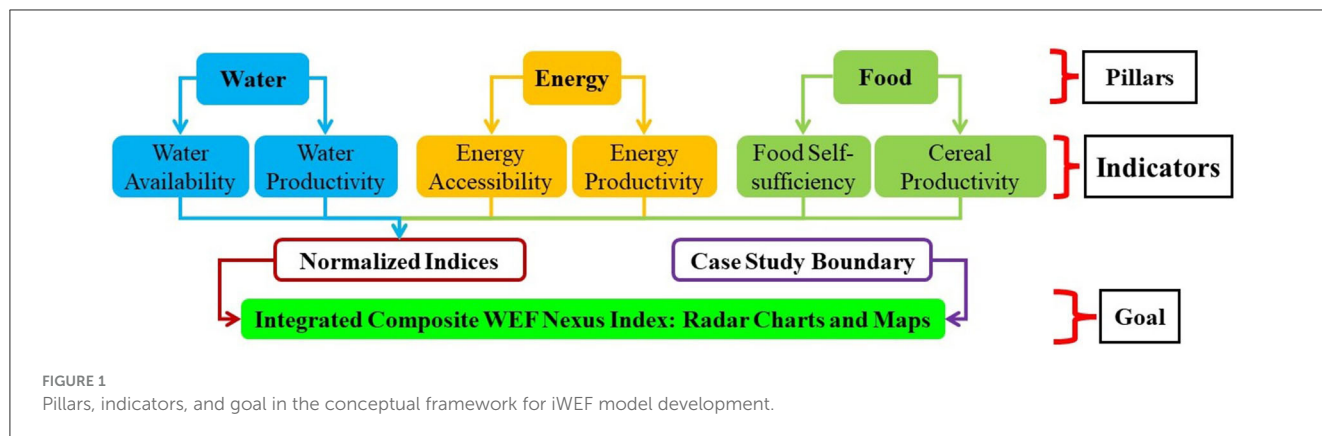 Water
Energy
Food
Pillars
Water
Availability
Water
Productivity
Energy
Accessibility
Energy
Productivity
Food Self-
sufficiency
Cereal
Productivity
Indicators
Normalized Indices
Case Study Boundary
Integrated Composite WEF Nexus Index: Radar Charts and Maps
Goal
FIGURE 1
Pillars, indicators, and goal in the conceptual framework for iWEF model development.